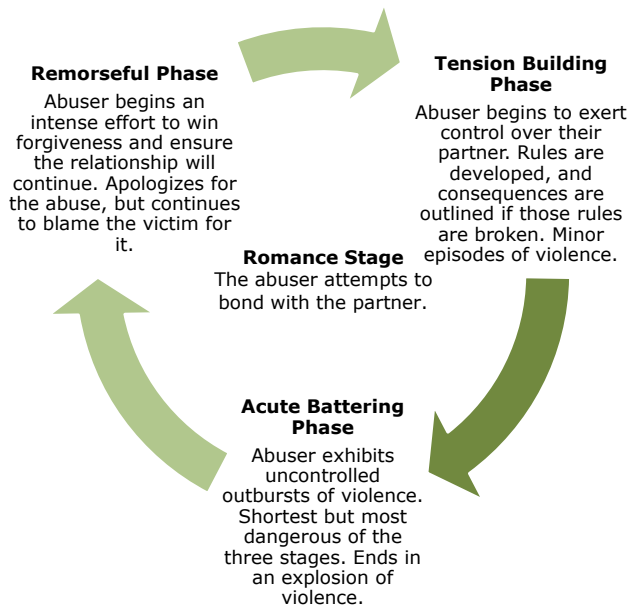 Remorseful Phase
Abuser begins an
intense effort to win
forgiveness and ensure
the relationship will
continue. Apologizes for
the abuse, but continues
to blame the victim for
it.
Tension Building
Phase
Abuser begins to exert
control over their
partner. Rules are
developed, and
consequences are
outlined if those rules
are broken. Minor
episodes of violence.
Romance Stage
The abuser attempts to
bond with the partner.
Acute Battering
Phase
Abuser exhibits
uncontrolled
outbursts of violence.
Shortest but most
dangerous of the
three stages. Ends in
an explosion of
violence.